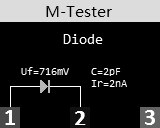 M-Tester
Diode
Uf=716mV
C=2pF
Ir=2nA
1 2 3